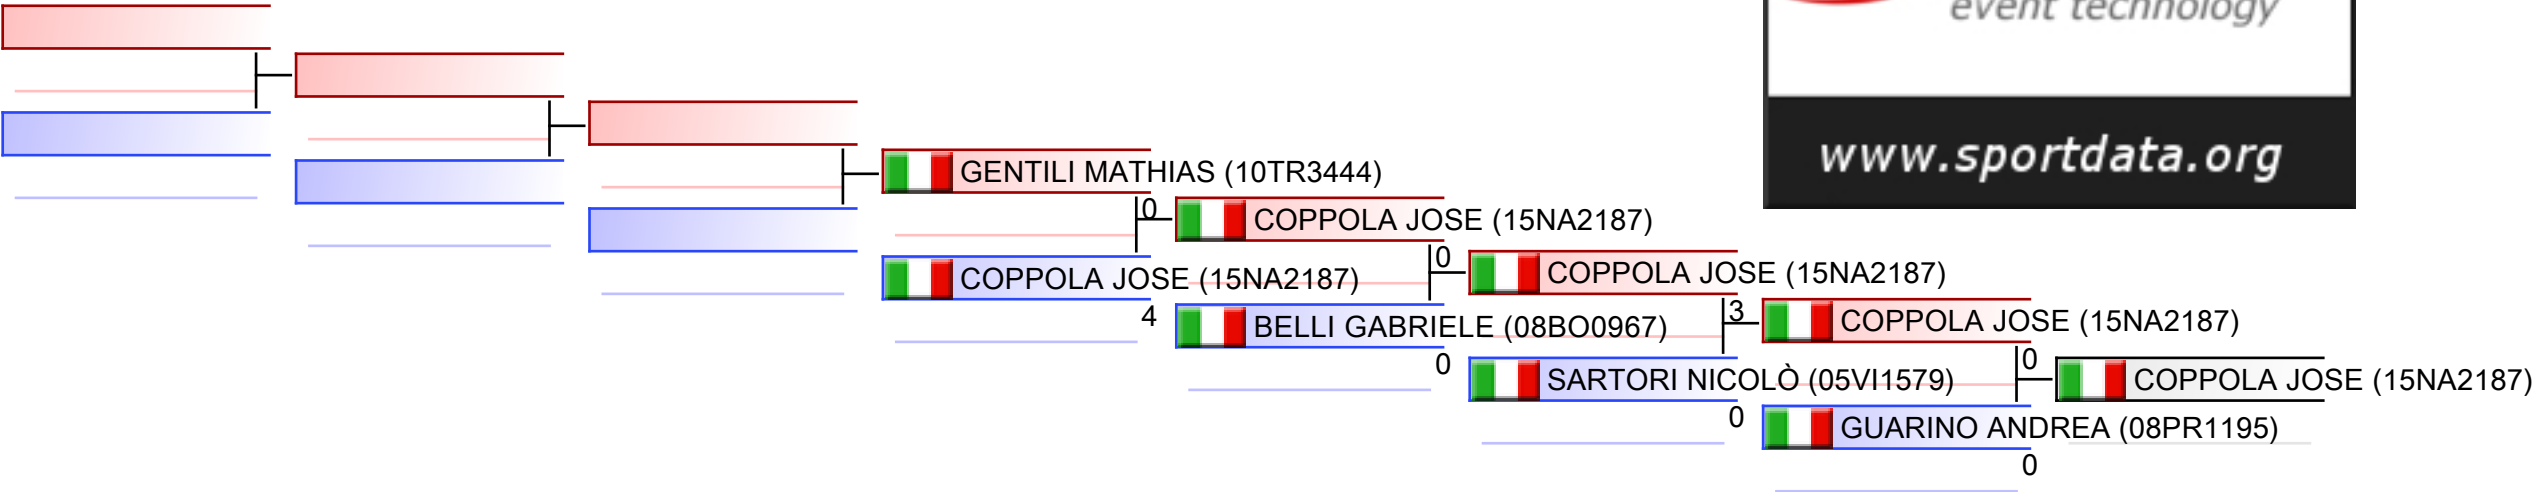 event technology
www.sportdata.org
GENTILI MATHIAS (10TR3444)
0
COPPOLA JOSE (15NA2187)
4
COPPOLA JOSE (15NA2187)
0
BELLI GABRIELE (08BO0967)
0
COPPOLA JOSE (15NA2187)
3
SARTORI NICOLÒ (05VI1579)
0
COPPOLA JOSE (15NA2187)
0
GUARINO ANDREA (08PR1195)
0
COPPOLA JOSE (15NA2187)